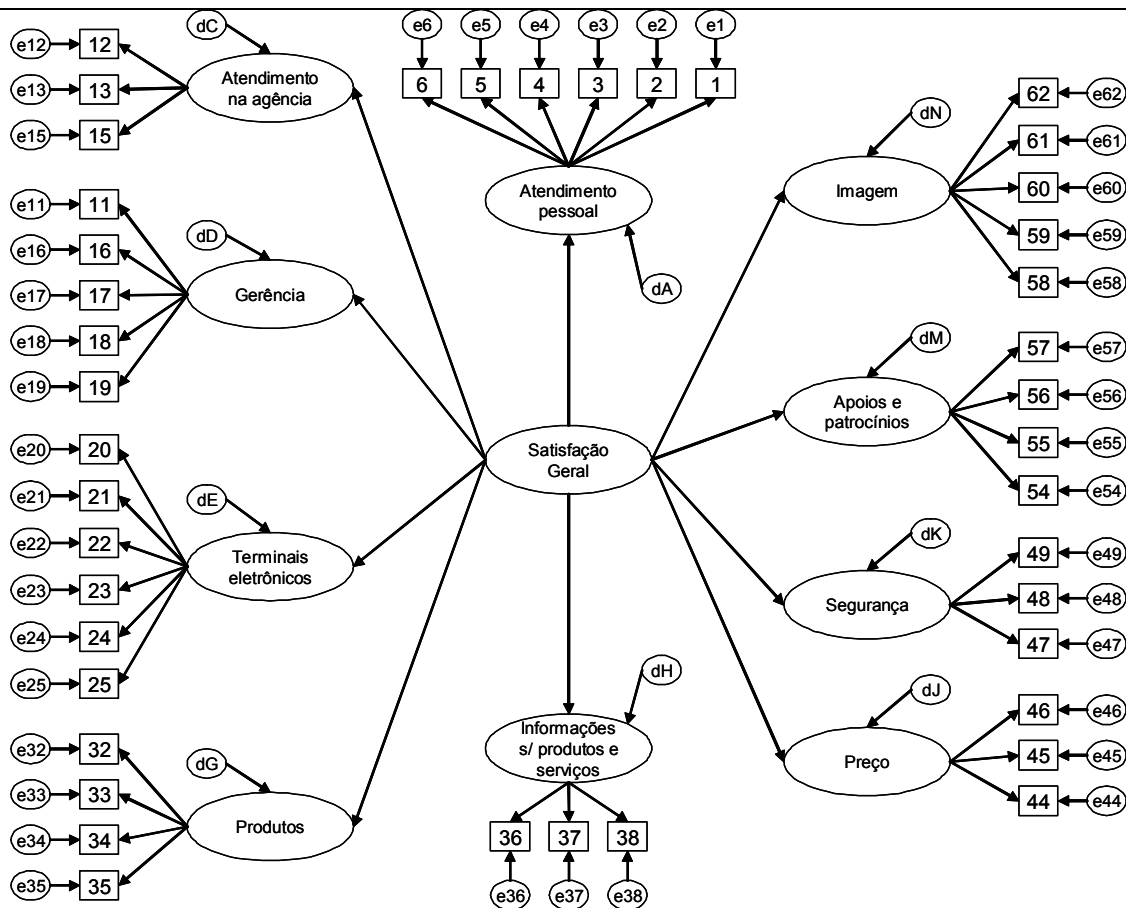 dC
e12 12
Atendimento
na agência
e13 13
e15 15
e6 e5 e4 e3 e2 e1
6 5 4 3 2 1
Atendimento
pessoal
dA
dN
Imagem
62 e62
61 e61
60 e60
59 e59
58 e58
e11 11
dD
e16 16
Gerência
e17 17
e18 18
e19 19
dM
Apoios e
patrocínios
57 e57
56 e56
55 e55
54 e54
Satisfação
Geral
e20 20
e21 21
dE
e22 22
Terminais
eletrônicos
e23 23
e24 24
e25 25
dK
Segurança
49 e49
48 e48
47 e47
dH
Informações
s/ produtos e
serviços
36 37 38
e36 e37 e38
dJ
Preço
46 e46
45 e45
44 e44
e32 32
dG
e33 33
Produtos
e34 34
e35 35